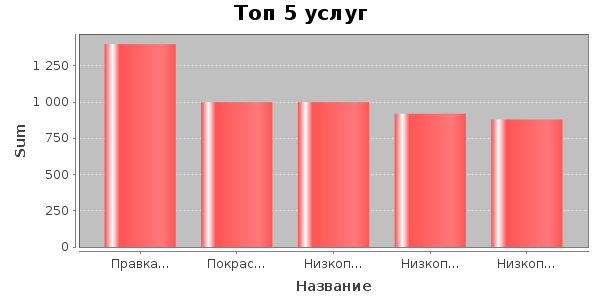 Топ 5 услуг
Sum
1 250
1 000
750
500
250
0
Правка...
Покрас...
Низкоп...
Низкоп...
Низкоп...
Название